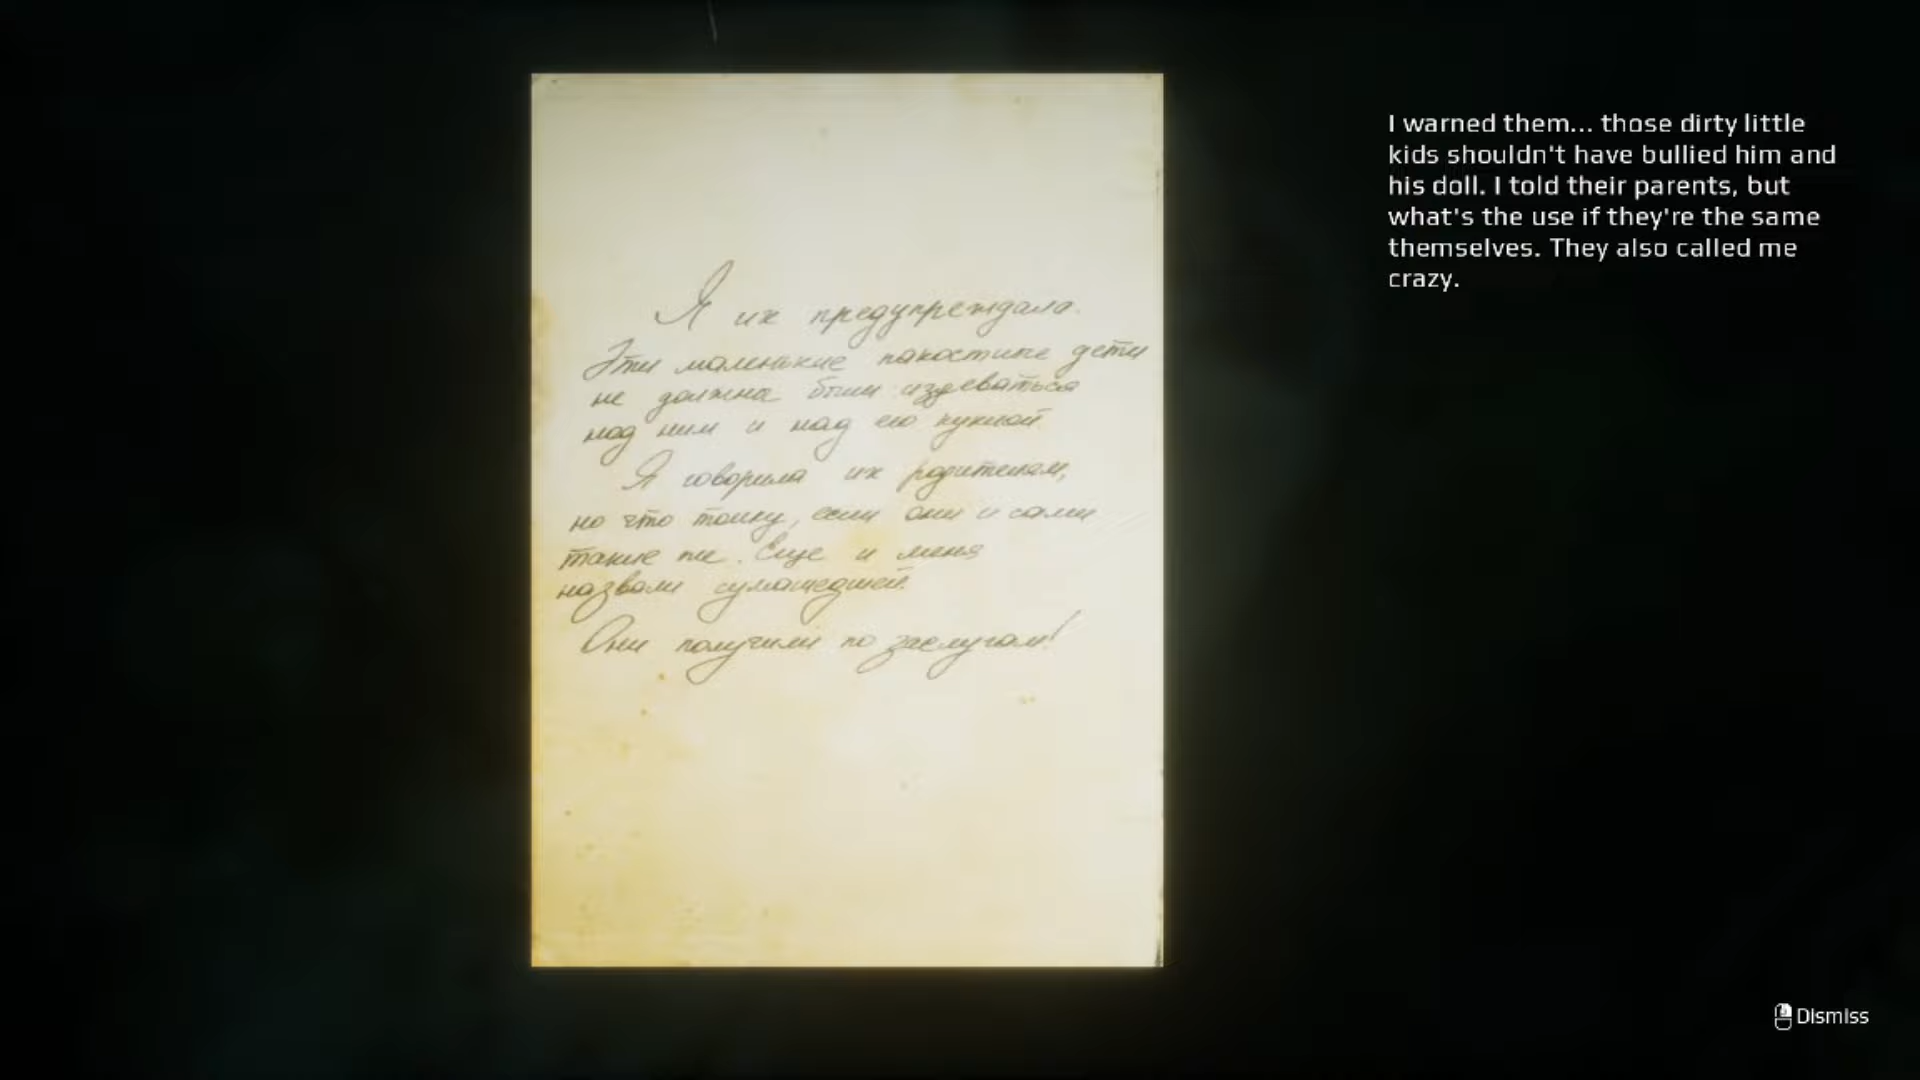 Я их предупреждала.
Эти маленькие пакостные дети
не должны были издеваться
над ним и над его куклой.
Я говорила их родителям,
но что толку, если они и сами
такие же. Еще и меня
назвали сумашедшей.
Они получили по заслугам!
I warned them... those dirty little
kids shouldn't have bullied him and
his doll. I told their parents, but
what's the use if they're the same
themselves. They also called me
crazy.
Dismiss